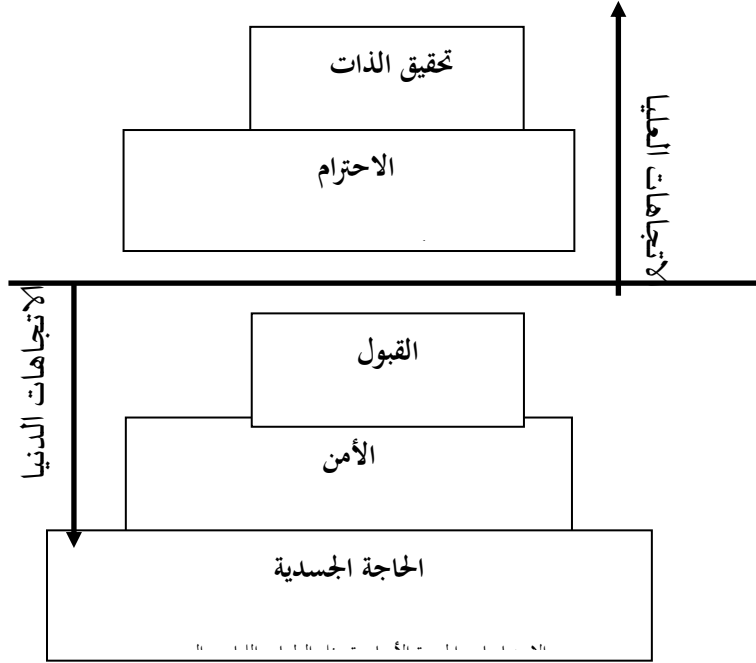 تحقيق الذات
الاحترام
الاتجاهات العليا
القبول
الأمن
الاتجاهات الدنيا
الحاجة الجسدية